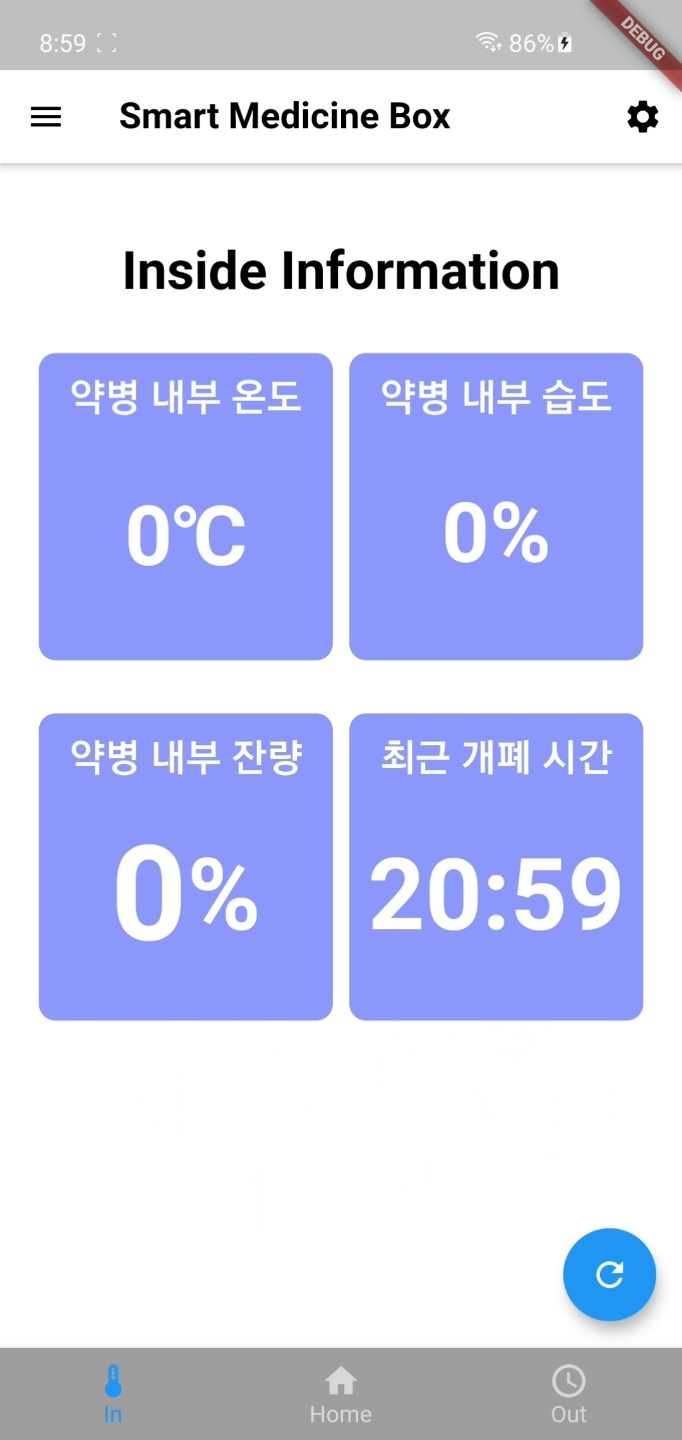 8:59
86%
DEBUG
Smart Medicine Box
Inside Information
약병 내부 온도
0℃
약병 내부 습도
0%
약병 내부 잔량
0%
최근 개폐 시간
20:59
In
Home
Out